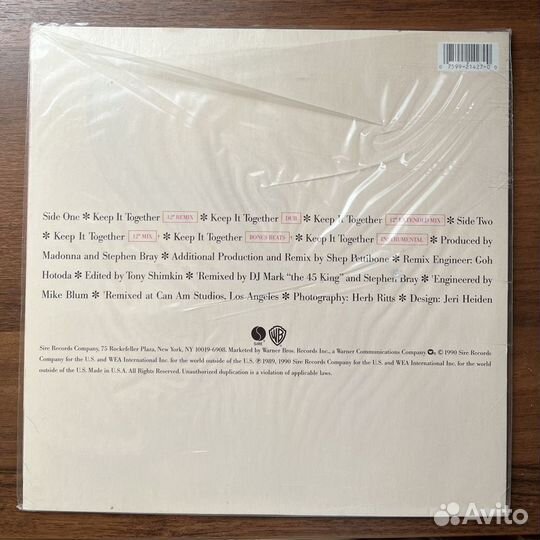 0 7599-21427-0 6
Side One ✻ Keep It Together 12" REMIX ✻ Keep It Together DUB ✻ Keep It Together 12" EXTENDED MIX ✻ Side Two
✻ Keep It Together 12" MIX ¹ ✻ Keep It Together BONUS BEATS ¹ ✻ Keep It Together INSTRUMENTAL ✻ Produced by
Madonna and Stephen Bray ✻ Additional Production and Remix by Shep Pettibone ✻ Remix Engineer: Goh
Hotoda ✻ Edited by Tony Shimkin ✻ ¹Remixed by DJ Mark “the 45 King” and Stephen Bray ✻ ¹Engineered by
Mike Blum ✻ ¹Remixed at Can Am Studios, Los Angeles ✻ Photography: Herb Ritts ✻ Design: Jeri Heiden
SIRE WB
Sire Records Company, 75 Rockefeller Plaza, New York, NY 10019-6908. Marketed by Warner Bros. Records Inc., a Warner Communications Company © 1990 Sire Records
Company for the U.S. and WEA International Inc. for the world outside of the U.S. ℗ 1989, 1990 Sire Records Company for the U.S. and WEA International Inc. for the world
outside of the U.S. Made in U.S.A. All Rights Reserved. Unauthorized duplication is a violation of applicable laws.
Avito